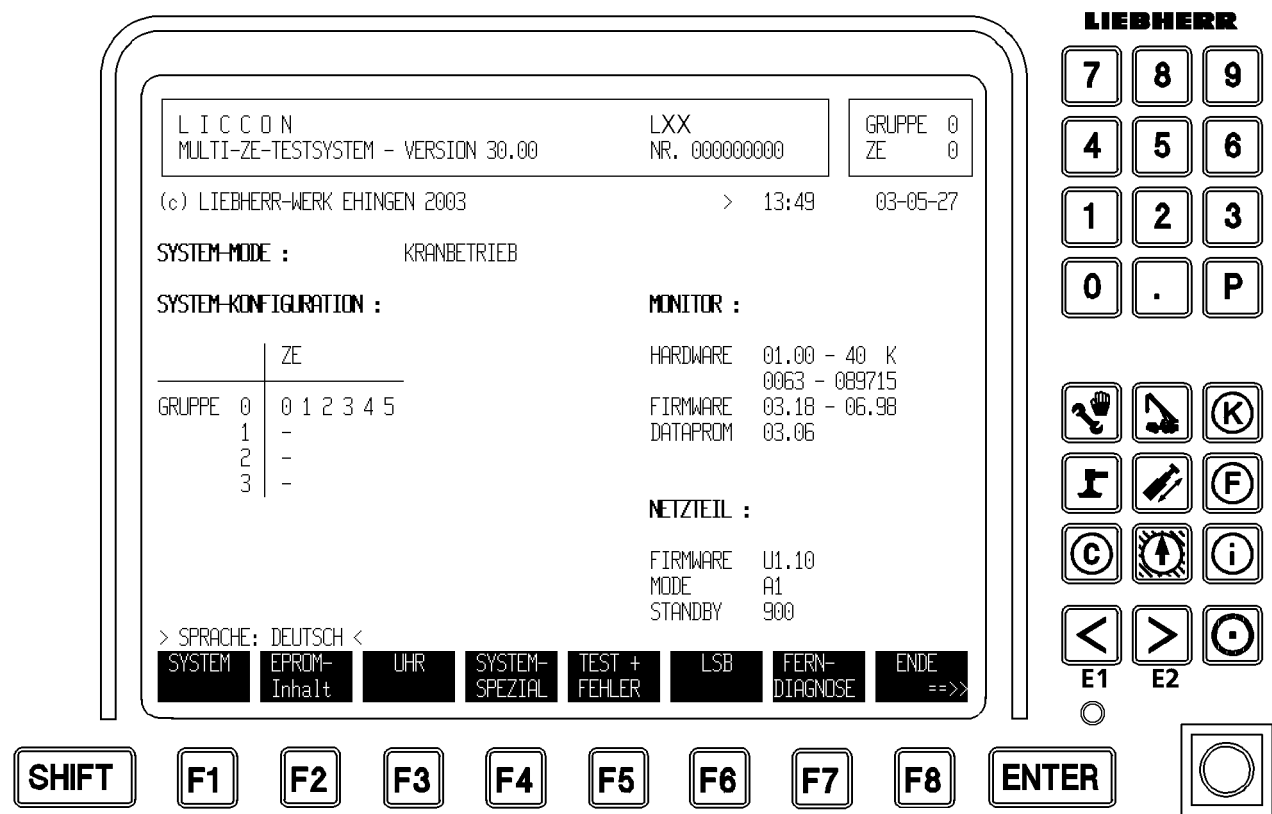 LIEBHERR
L I C C O N LXX GRUPPE 0
MULTI-ZE-TESTSYSTEM - VERSION 30.00 NR. 000000000 ZE 0
(c) LIEBHERR-WERK EHINGEN 2003 > 13:49 03-05-27
SYSTEM-MODE : KRANBETRIEB
SYSTEM-KONFIGURATION : MONITOR :
ZE HARDWARE 01.00 - 40 K
0063 - 089715
GRUPPE 0 0 1 2 3 4 5 FIRMWARE 03.18 - 06.98
1 - DATAPROM 03.06
2 -
3 -
NETZTEIL :
FIRMWARE U1.10
MODE A1
STANDBY 900
> SPRACHE: DEUTSCH <
SYSTEM EPROM- UHR SYSTEM- TEST + LSB FERN- ENDE
Inhalt SPEZIAL FEHLER DIAGNOSE ==>>
7 8 9
4 5 6
1 2 3
0 . P
K
F
C i
< >
E1 E2
SHIFT F1 F2 F3 F4 F5 F6 F7 F8 ENTER